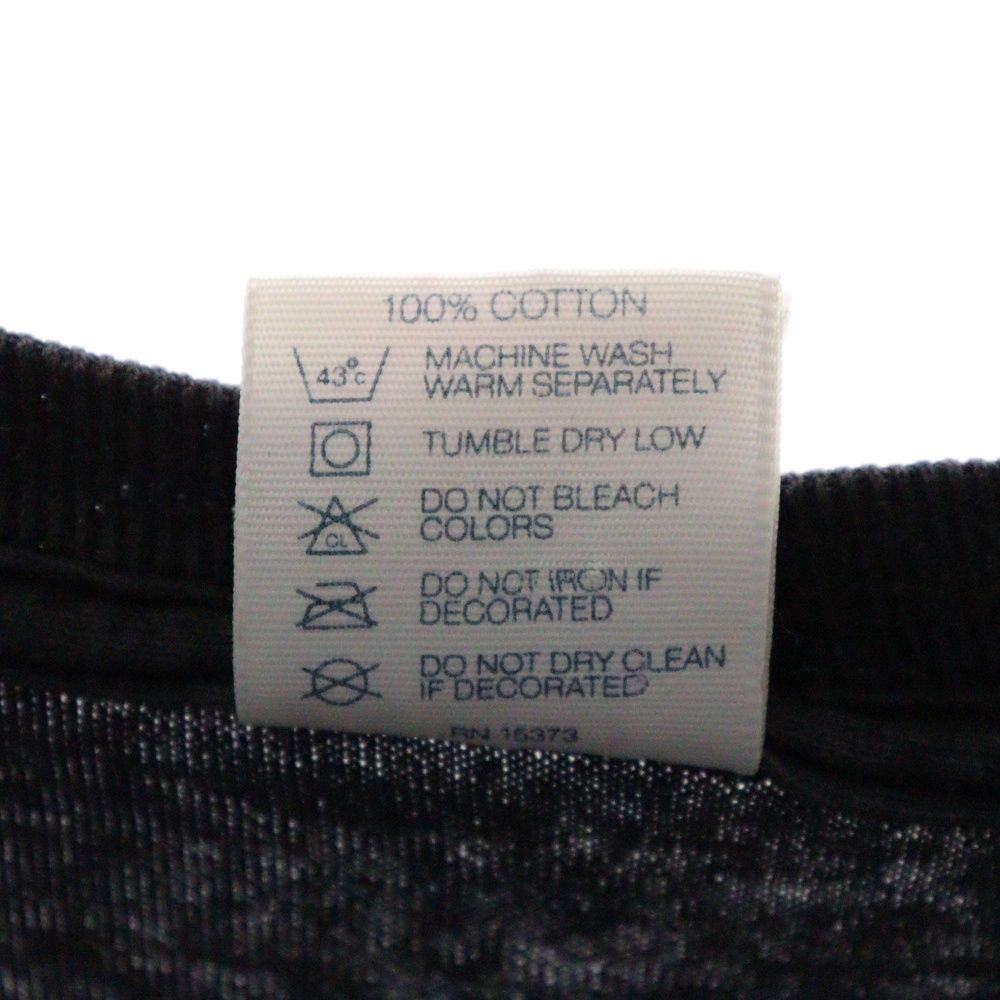 100% COTTON
43°C
MACHINE WASH
WARM SEPARATELY
TUMBLE DRY LOW
CL
DO NOT BLEACH
COLORS
DO NOT IRON IF
DECORATED
DO NOT DRY CLEAN
IF DECORATED
RN 15373